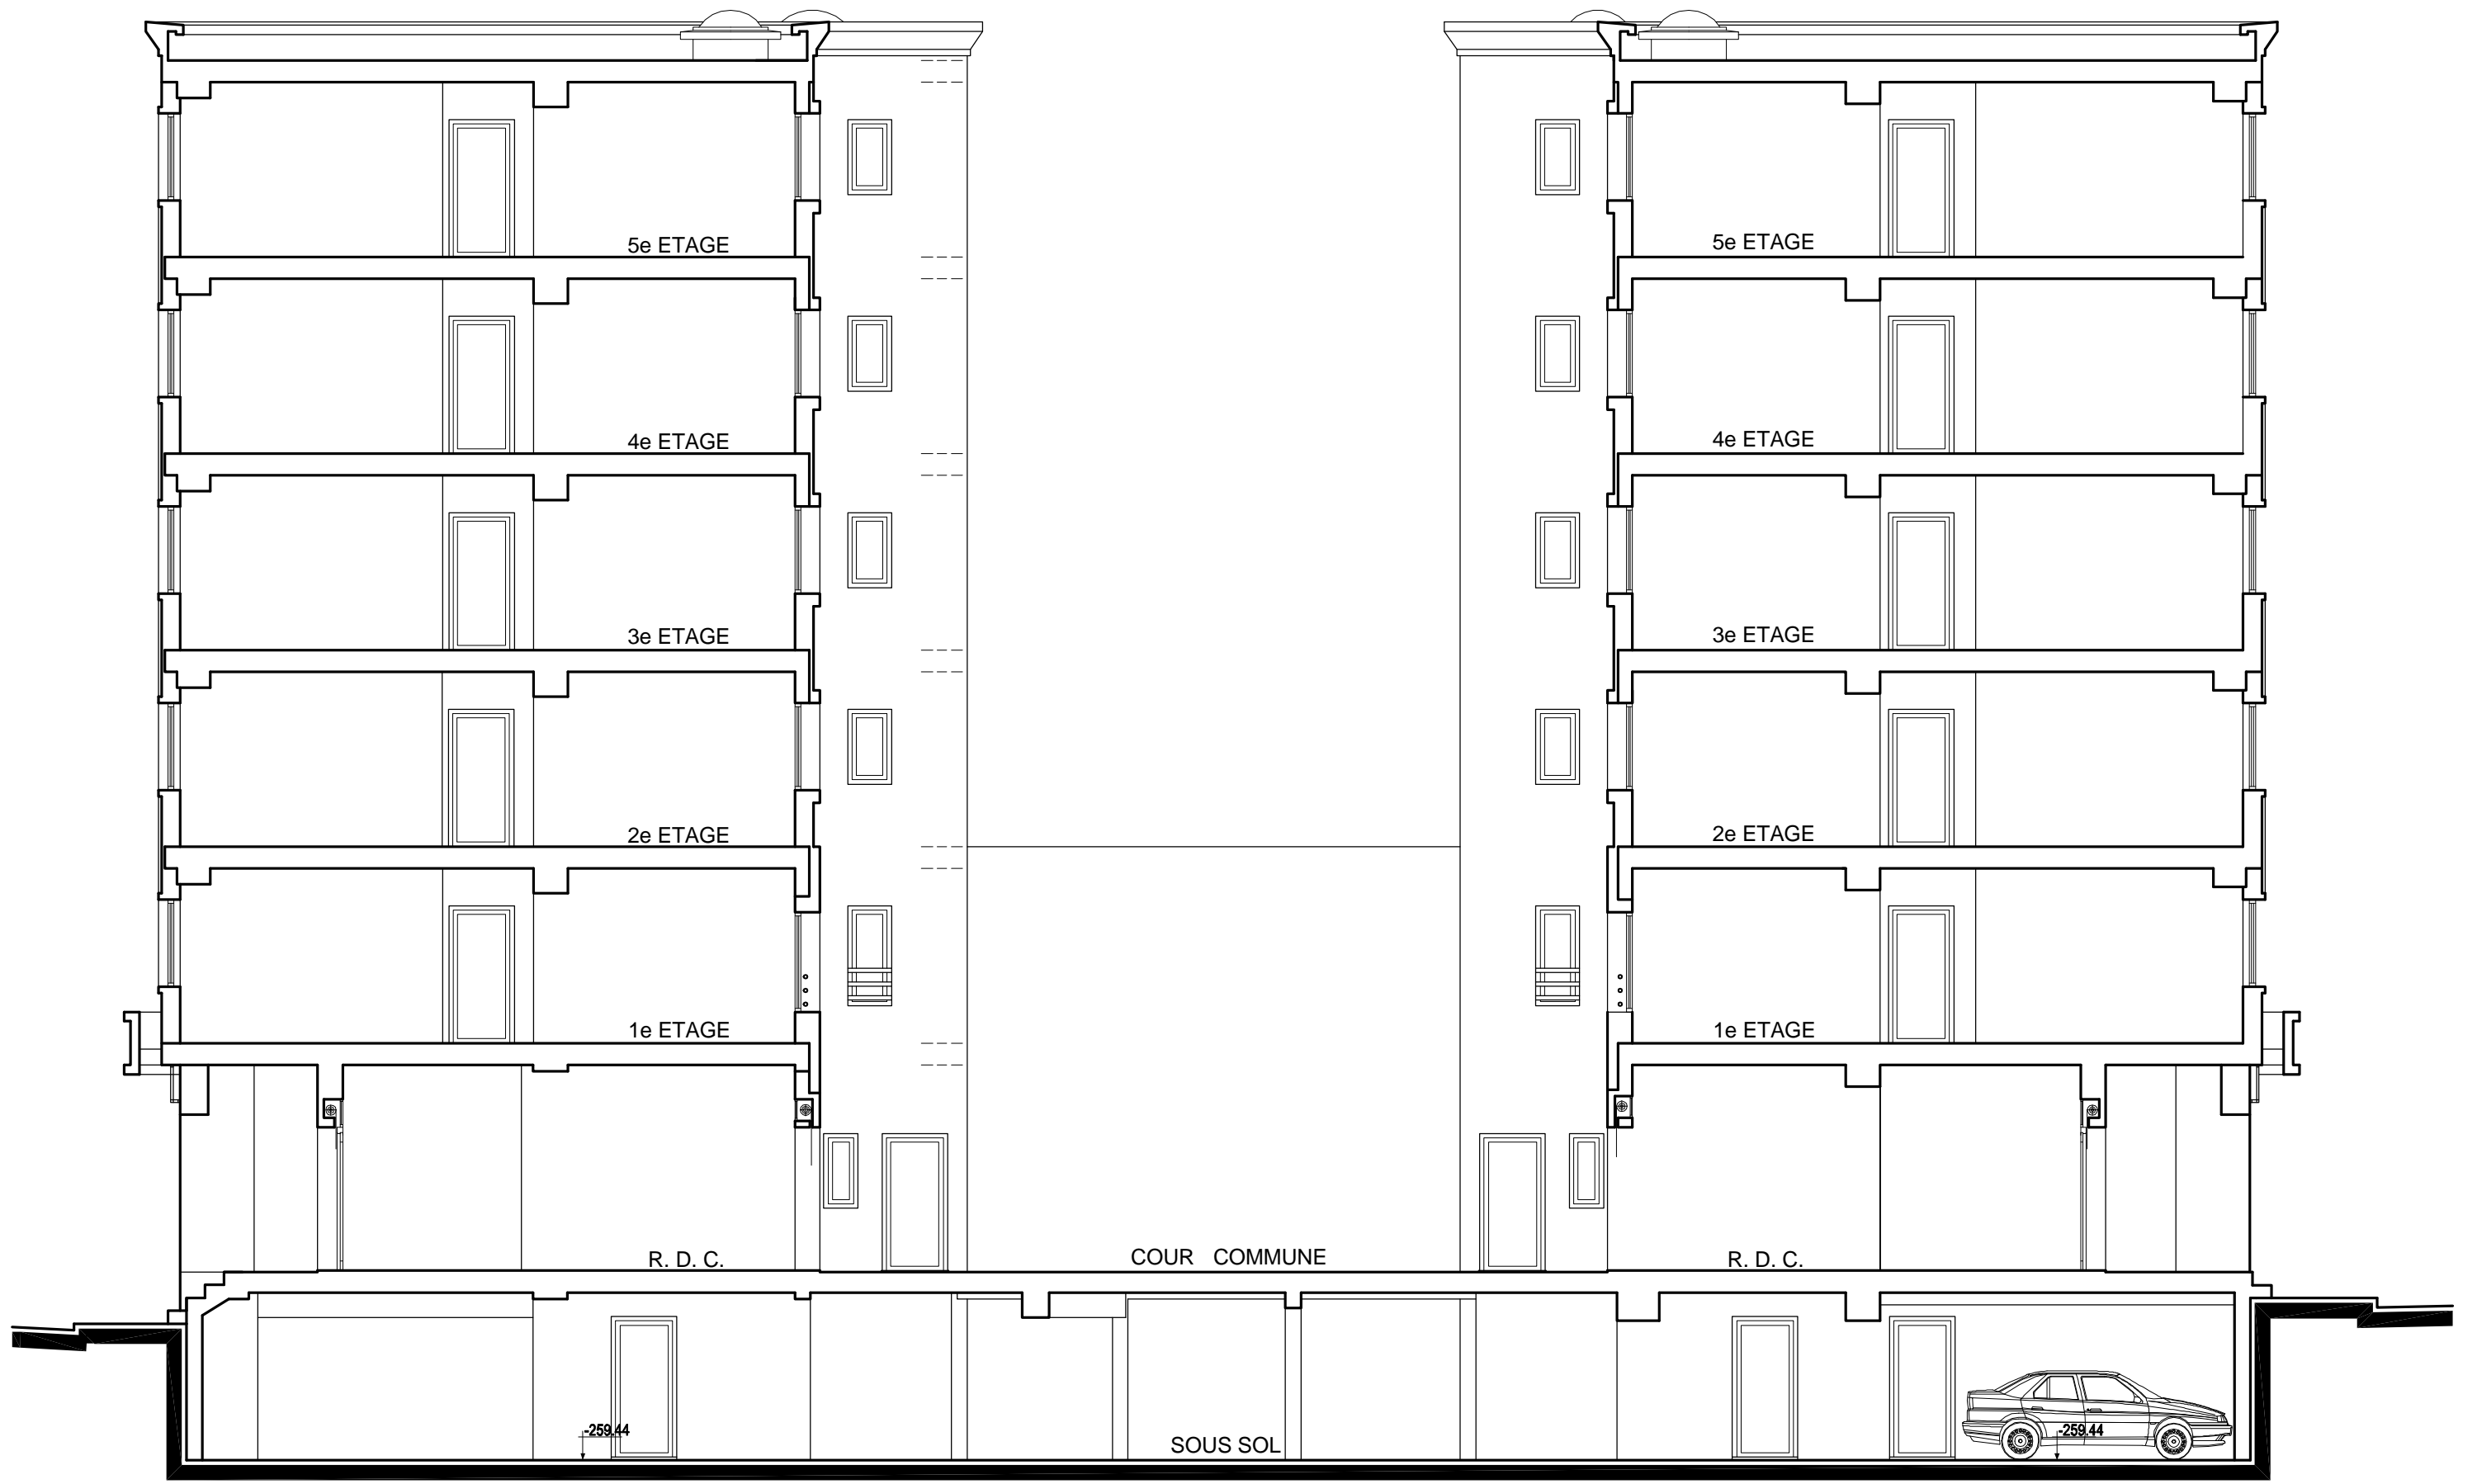 5e ETAGE
5e ETAGE
4e ETAGE
4e ETAGE
3e ETAGE
3e ETAGE
2e ETAGE
2e ETAGE
1e ETAGE
1e ETAGE
R. D. C.
COUR COMMUNE
R. D. C.
-259.44
-259.44
SOUS SOL